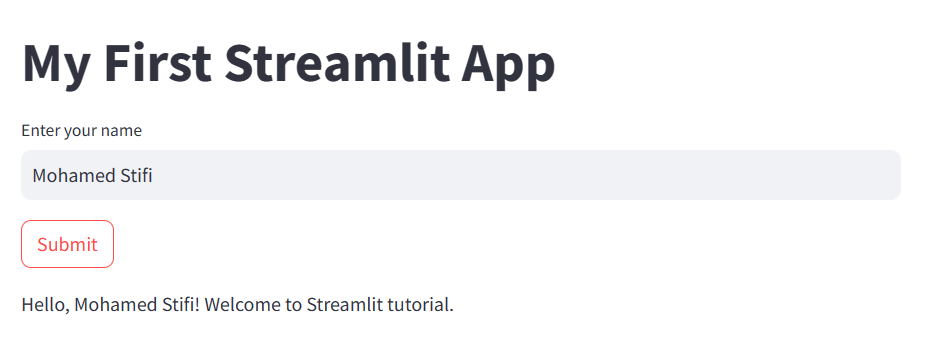 My First Streamlit App
Enter your name
Mohamed Stifi
Submit
Hello, Mohamed Stifi! Welcome to Streamlit tutorial.